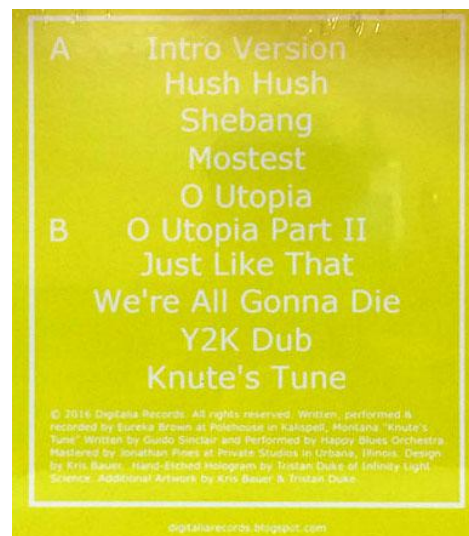 A Intro Version
Hush Hush
Shebang
Mostest
O Utopia
B O Utopia Part II
Just Like That
We're All Gonna Die
Y2K Dub
Knute's Tune
© 2016 Digitalia Records. All rights reserved. Written, performed &
recorded by Eureka Brown at Polehouse in Kalispell, Montana "Knute's
Tune" Written by Guido Sinclair and Performed by Happy Blues Orchestra.
Mastered by Jonathan Pines at Private Studios in Urbana, Illinois. Design
by Kris Bauer. Hand-Etched Hologram by Tristan Duke of Infinity Light
Science. Additional Artwork by Kris Bauer & Tristan Duke.
digitaliarecords.blogspot.com